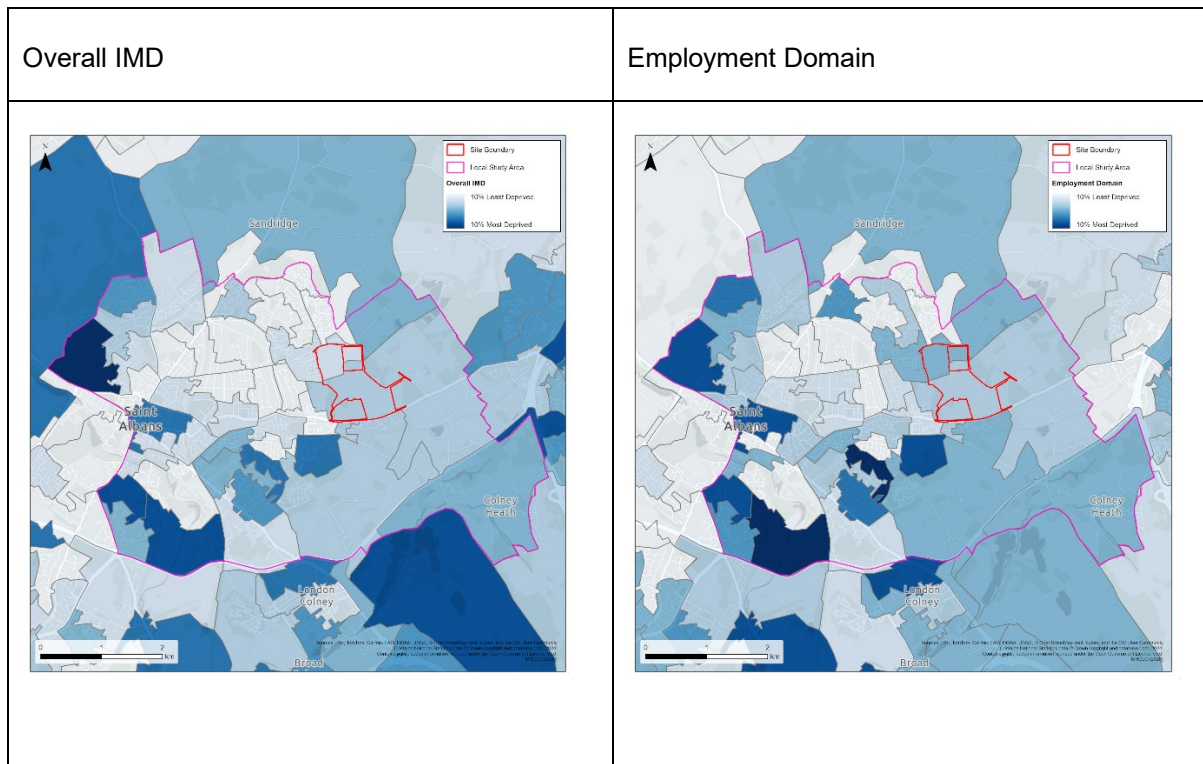 Overall IMD
Employment Domain
N
Site Boundary
Local Study Area
Overall IMD
10% Least Deprived
10% Most Deprived
Sandridge
Saint
Albans
Colney
Heath
London
Colney
Broad
0
1
2
km
N
Site Boundary
Local Study Area
Employment Domain
10% Least Deprived
10% Most Deprived
Sandridge
Saint
Albans
Colney
Heath
London
Colney
Broad
0
1
2
km